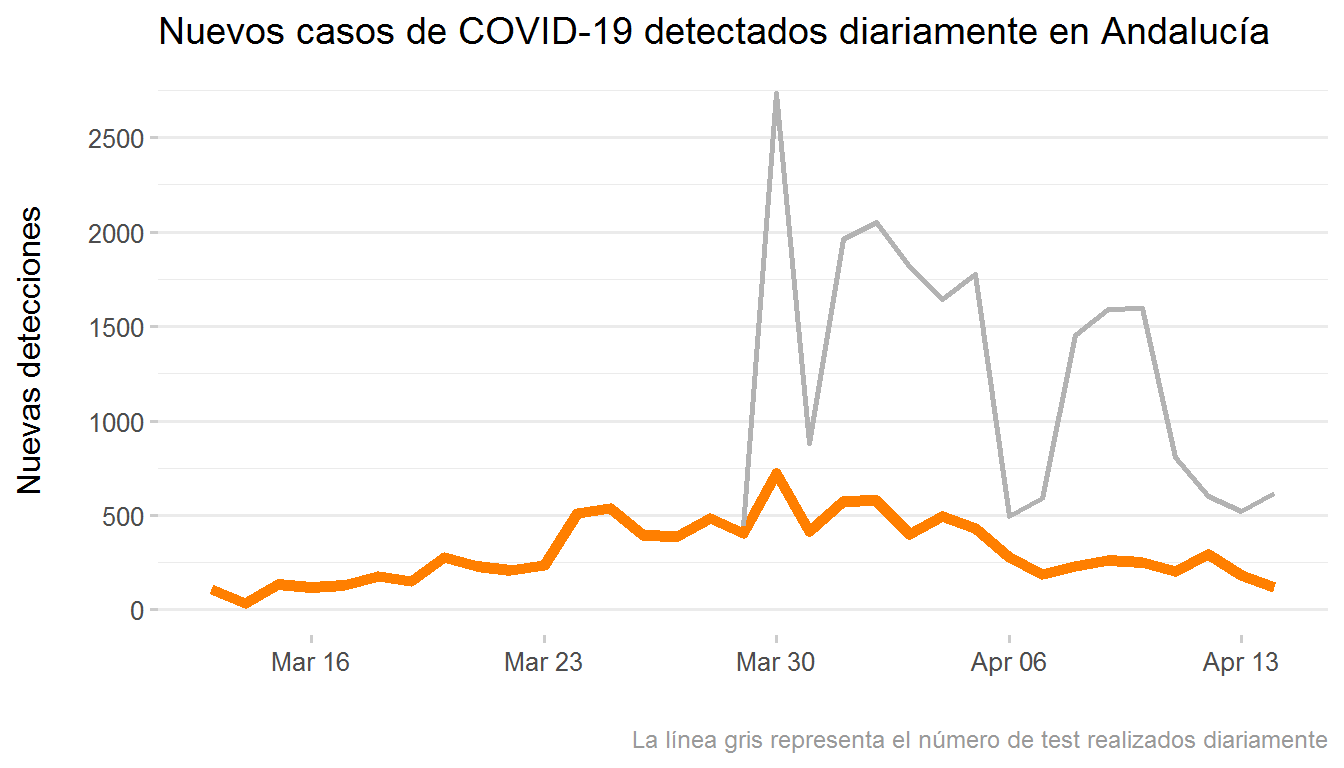 Nuevos casos de COVID-19 detectados diariamente en Andalucía
Nuevas detecciones
2500
2000
1500
1000
500
0
Mar 16 Mar 23 Mar 30 Apr 06 Apr 13
La línea gris representa el número de test realizados diariamente